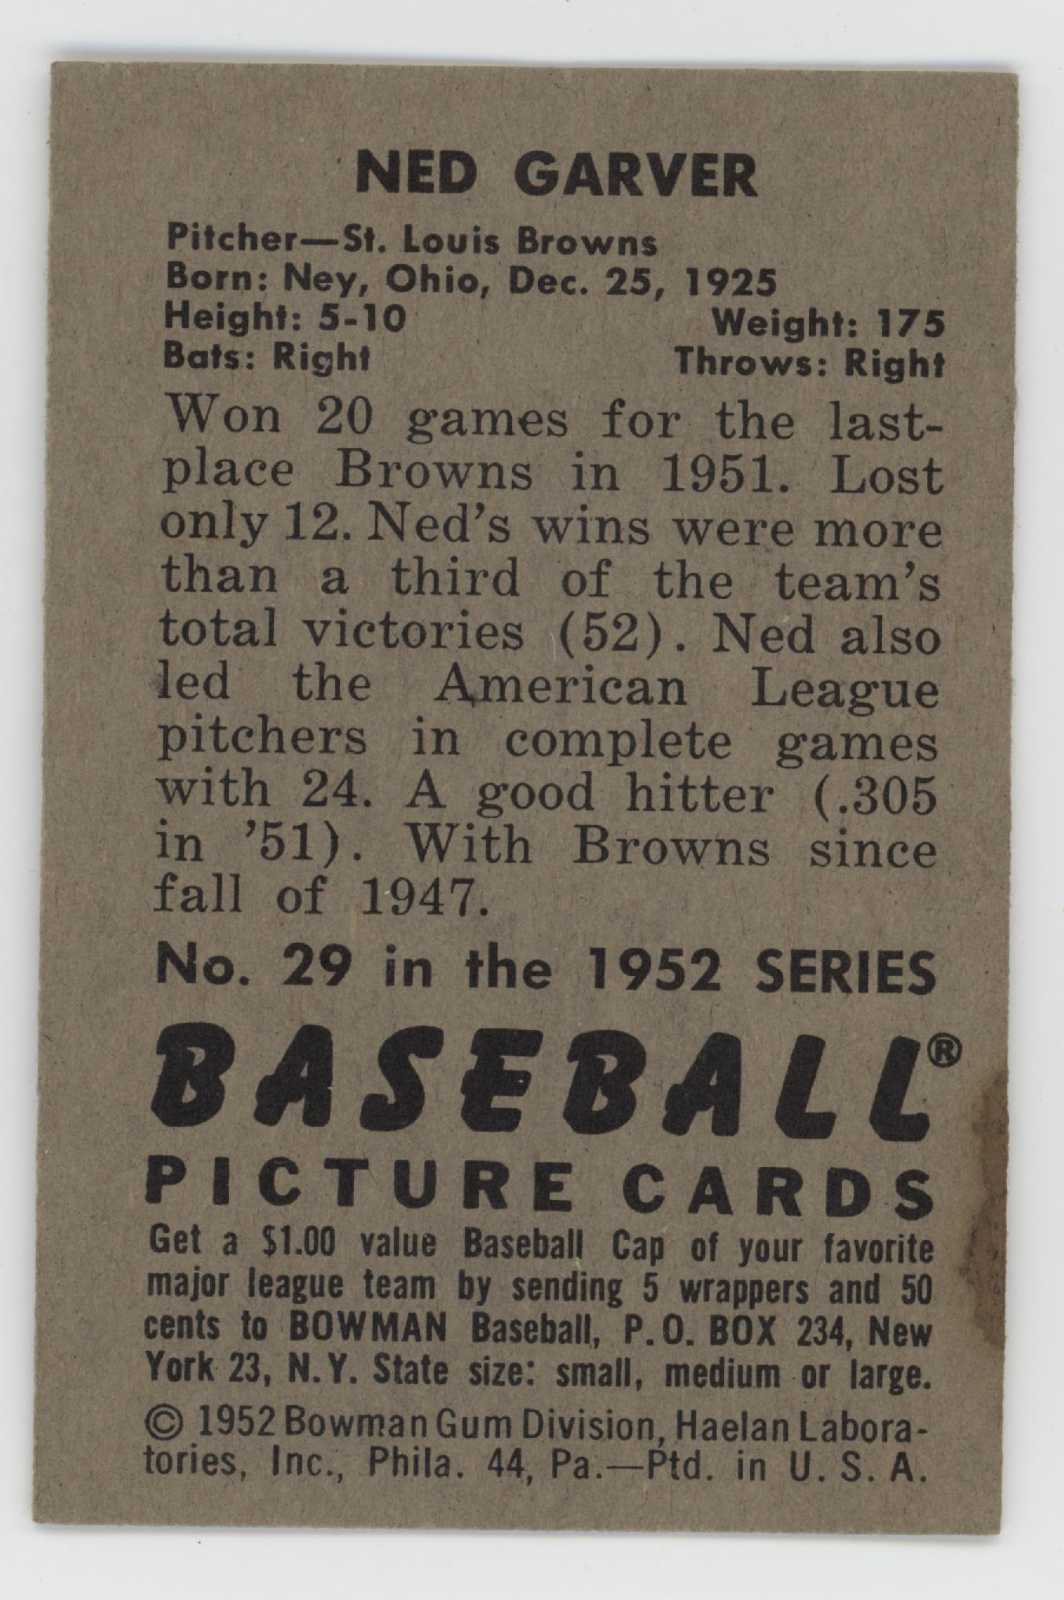 NED GARVER
Pitcher—St. Louis Browns
Born: Ney, Ohio, Dec. 25, 1925
Height: 5-10 Weight: 175
Bats: Right Throws: Right
Won 20 games for the last-
place Browns in 1951. Lost
only 12. Ned's wins were more
than a third of the team's
total victories (52). Ned also
led the American League
pitchers in complete games
with 24. A good hitter (.305
in '51). With Browns since
fall of 1947.
No. 29 in the 1952 SERIES
BASEBALL®
PICTURE CARDS
Get a $1.00 value Baseball Cap of your favorite
major league team by sending 5 wrappers and 50
cents to BOWMAN Baseball, P.O. BOX 234, New
York 23, N.Y. State size: small, medium or large.
© 1952 Bowman Gum Division, Haelan Labora-
tories, Inc., Phila. 44, Pa.—Ptd. in U. S. A.